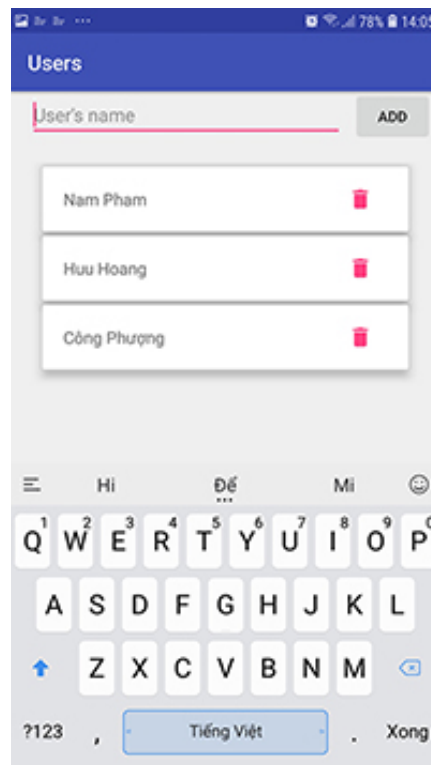 78% 14:05
Users
User's name ADD
Nam Pham
Huu Hoang
Công Phượng
Hi Để Mi
Q W E R T Y U I O P
1 2 3 4 5 6 7 8 9 0
A S D F G H J K L
Z X C V B N M
?123 , Tiếng Việt . Xong